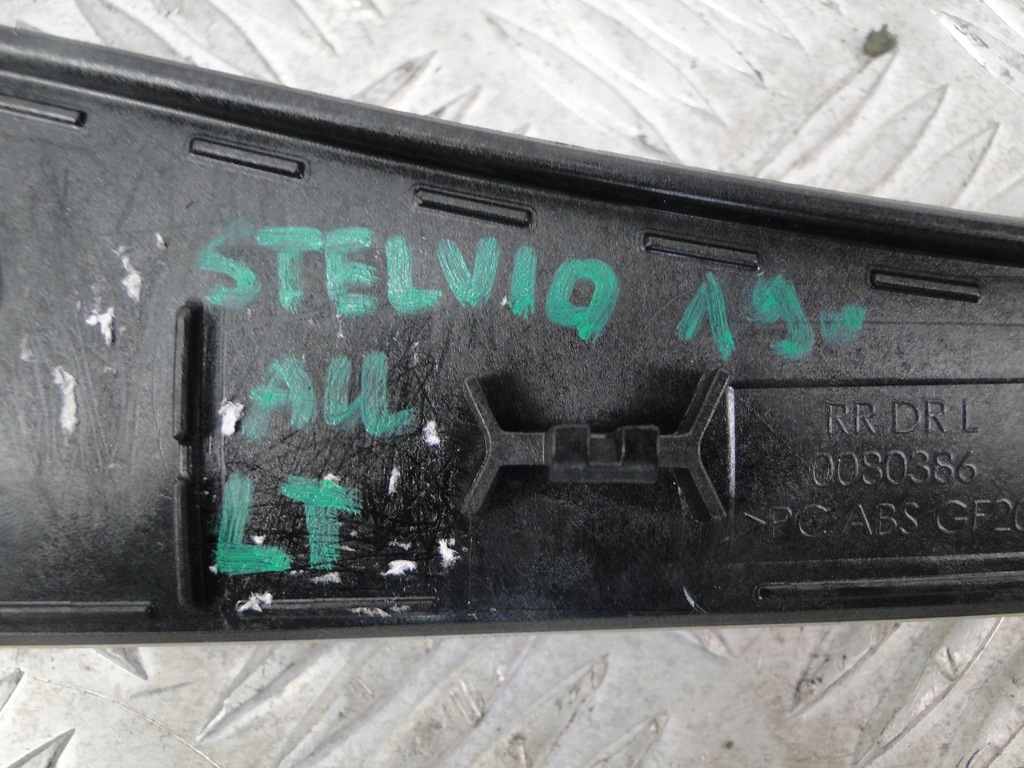 STELVIO 19-
AU
LT
RR DR L
0080386
>PC ABS GF20